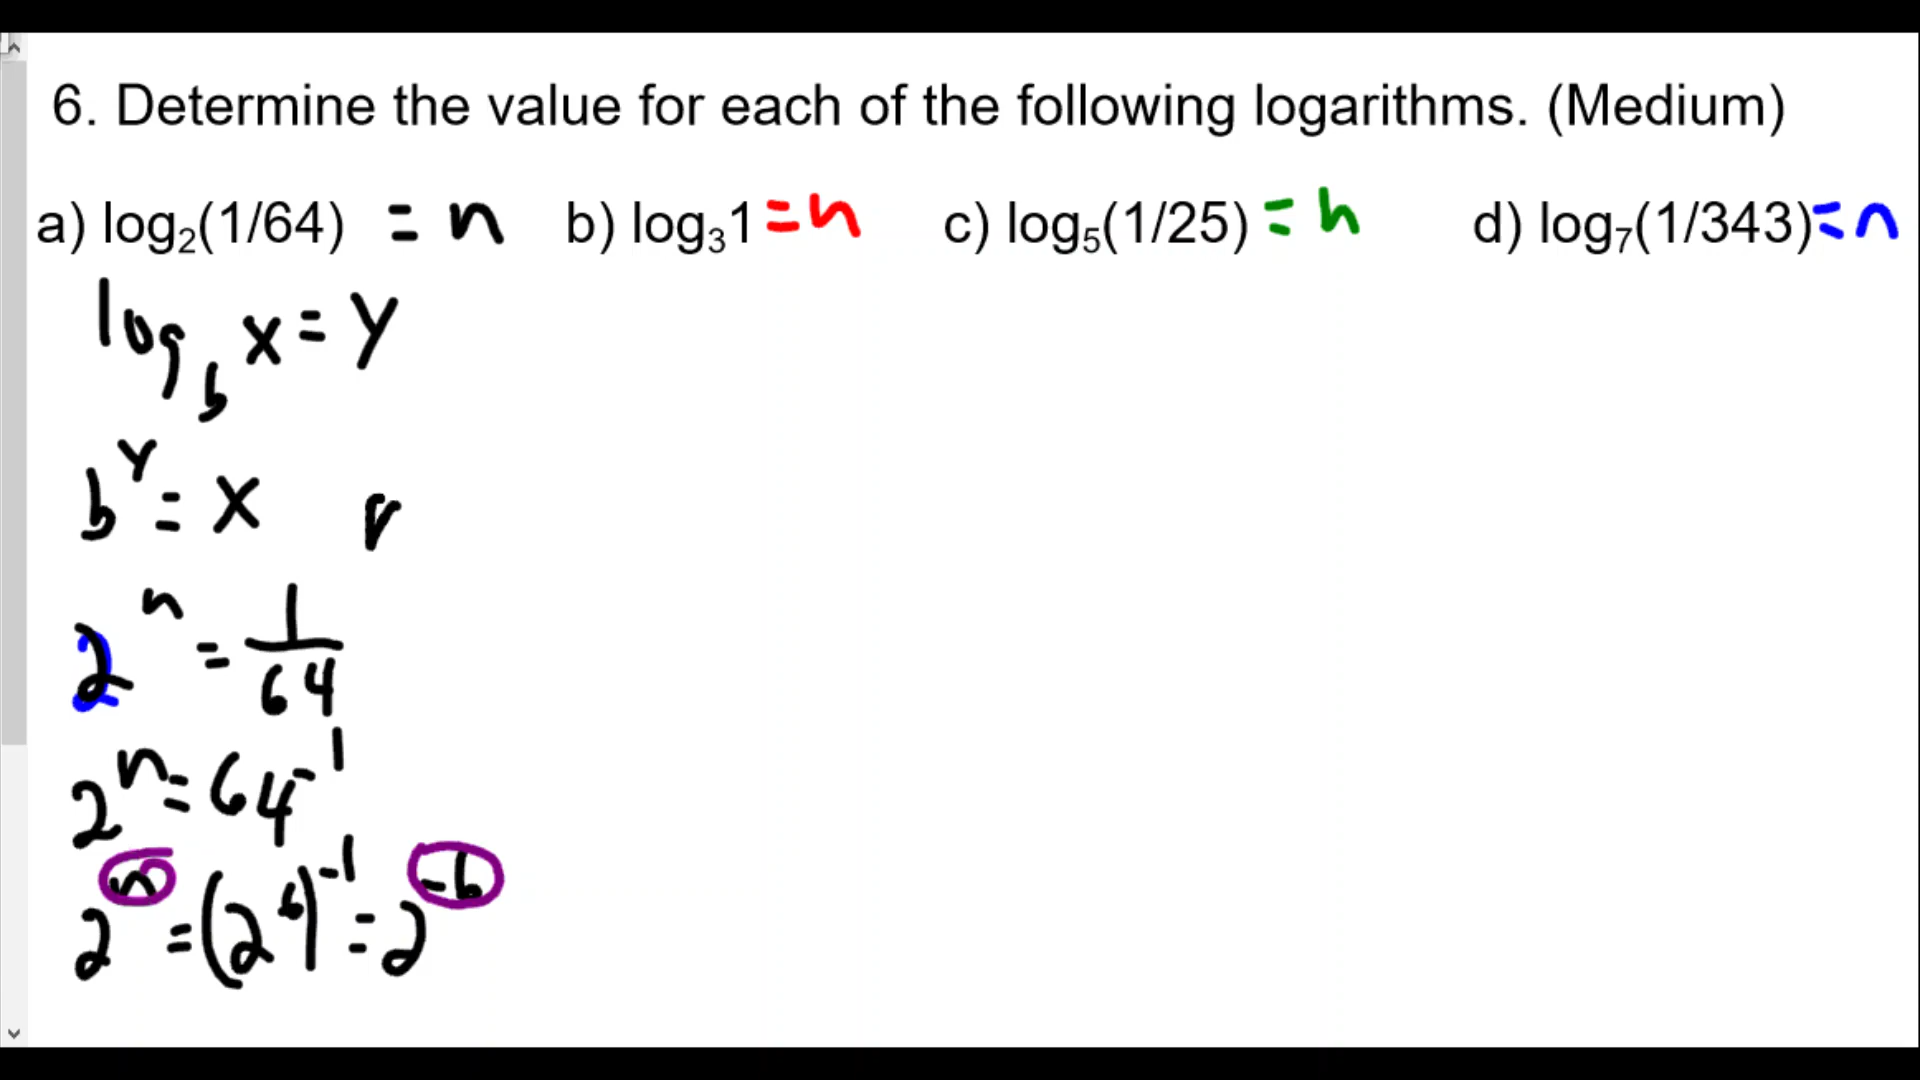 6. Determine the value for each of the following logarithms. (Medium)
a) log₂(1/64) = n b) log₃1 = n c) log₅(1/25) = n d) log₇(1/343) = n
log_b x = y
b^y = x
2^n = 1/64
2^n = 64^-1
2^n = (2^6)^-1 = 2^-6